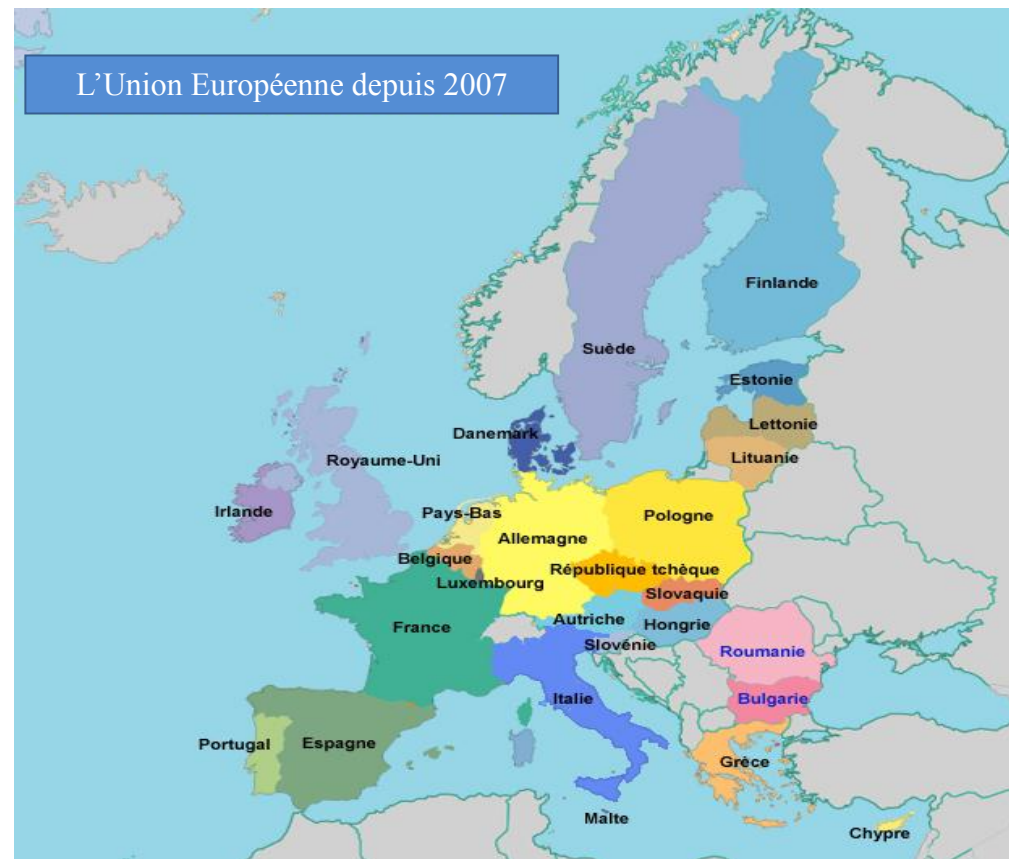 L’Union Européenne depuis 2007
Finlande
Suède
Estonie
Lettonie
Danemark
Lituanie
Royaume-Uni
Irlande
Pays-Bas
Pologne
Allemagne
Belgique
République tchèque
Luxembourg
Slovaquie
Autriche
Hongrie
France
Slovénie
Roumanie
Italie
Bulgarie
Portugal
Espagne
Grèce
Malte
Chypre